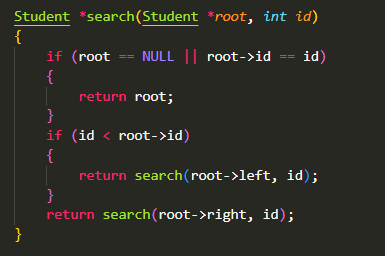 Student *search(Student *root, int id)
{
    if (root == NULL || root->id == id)
    {
        return root;
    }
    if (id < root->id)
    {
        return search(root->left, id);
    }
    return search(root->right, id);
}